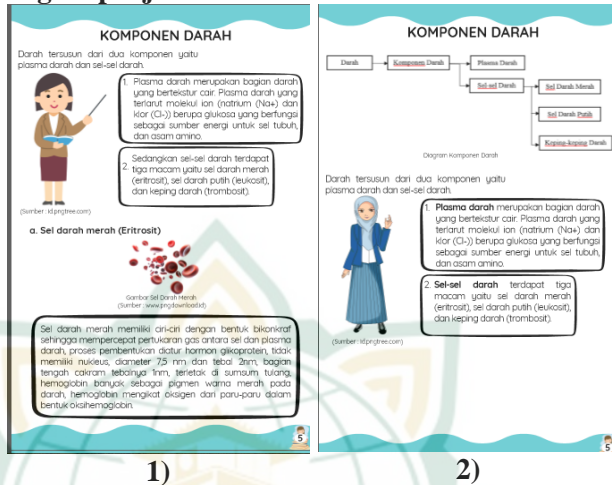 KOMPONEN DARAH
Darah tersusun dari dua komponen yaitu
plasma darah dan sel-sel darah.
1. Plasma darah merupakan bagian darah
yang bertekstur cair. Plasma darah yang
terlarut molekul ion (natrium (Na+) dan
klor (Cl-)) berupa glukosa yang berfungsi
sebagai sumber energi untuk sel tubuh,
dan asam amino.
2. Sedangkan sel-sel darah terdapat
tiga macam yaitu sel darah merah
(eritrosit), sel darah putih (leukosit),
dan keping darah (trombosit).
(Sumber : id.pngtree.com)
a. Sel darah merah (Eritrosit)
Gambar Sel Darah Merah
(Sumber : www.pngdownload.id)
Sel darah merah memiliki ciri-ciri dengan bentuk bikonkraf
sehingga mempercepat pertukaran gas antara sel dan plasma
darah, proses pembentukan diatur hormon glikoprotein, tidak
memiliki nukleus, diameter 7,5 nm dan tebal 2nm, bagian
tengah cakram tebalnya 1nm, terletak di sumsum tulang,
hemoglobin banyak sebagai pigmen warna merah pada
darah, hemoglobin mengikat oksigen dari paru-paru dalam
bentuk oksihemoglobin.
5
1)
KOMPONEN DARAH
Darah
Komponen Darah
Plasma Darah
Sel-sel Darah
Sel Darah Merah
Sel Darah Putih
Keping-keping Darah
Diagram Komponen Darah
Darah tersusun dari dua komponen yaitu
plasma darah dan sel-sel darah.
1. Plasma darah merupakan bagian darah
yang bertekstur cair. Plasma darah yang
terlarut molekul ion (natrium (Na+) dan
klor (Cl-)) berupa glukosa yang berfungsi
sebagai sumber energi untuk sel tubuh,
dan asam amino.
2. Sel-sel darah terdapat tiga
macam yaitu sel darah merah
(eritrosit), sel darah putih (leukosit),
dan keping darah (trombosit).
(Sumber : id.pngtree.com)
5
2)